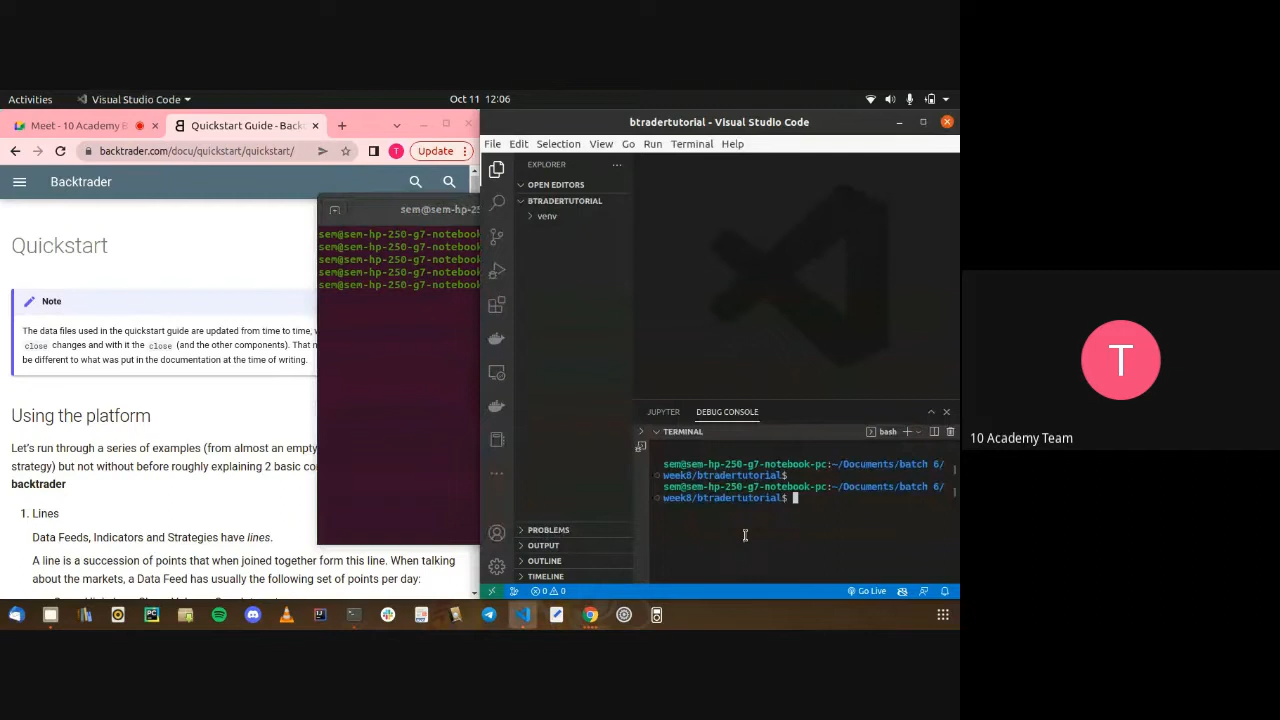 Activities
Visual Studio Code
Oct 11 12:06
Meet - 10 Academy B
Quickstart Guide - Back
backtrader.com/docu/quickstart/quickstart/
T
Update
Backtrader
Quickstart
Note
The data files used in the quickstart guide are updated from time to time,
close changes and with it the close (and the other components). That
be different to what was put in the documentation at the time of writing.
Using the platform
Let's run through a series of examples (from almost an empty
strategy) but not without before roughly explaining 2 basic
backtrader
1. Lines
Data Feeds, Indicators and Strategies have lines.
A line is a succession of points that when joined together form this line. When talking
about the markets, a Data Feed has usually the following set of points per day:
sem@sem-hp-25
sem@sem-hp-250-g7-notebook
sem@sem-hp-250-g7-notebook
sem@sem-hp-250-g7-notebook
sem@sem-hp-250-g7-notebook
sem@sem-hp-250-g7-notebook
btradertutorial - Visual Studio Code
File Edit Selection View Go Run Terminal Help
EXPLORER
OPEN EDITORS
BTRADERTUTORIAL
venv
PROBLEMS
OUTPUT
OUTLINE
TIMELINE
JUPYTER DEBUG CONSOLE
TERMINAL
bash
sem@sem-hp-250-g7-notebook-pc:~/Documents/batch 6/
week8/btradertutorial$
sem@sem-hp-250-g7-notebook-pc:~/Documents/batch 6/
week8/btradertutorial$
0 0
Go Live
T
10 Academy Team